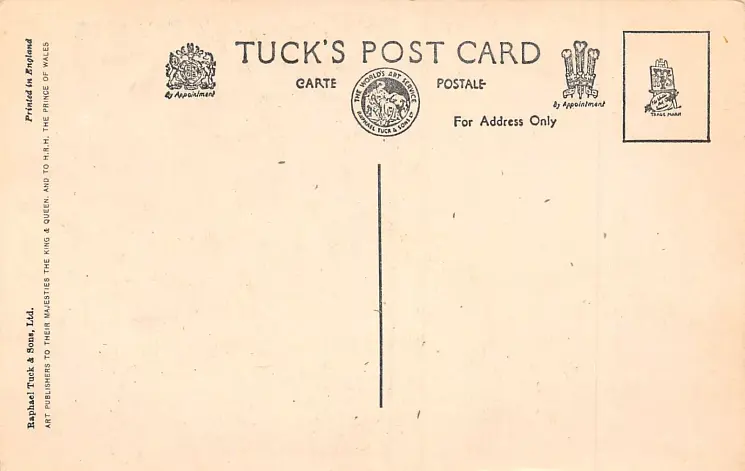 TUCK'S POST CARD
By Appointment
CARTE
POSTALE
THE WORLD'S ART SERVICE
RAPHAEL TUCK & SONS LD
By Appointment
For Address Only
TRADE MARK
Raphael Tuck & Sons, Ltd. Printed in England
ART PUBLISHERS TO THEIR MAJESTIES THE KING & QUEEN, AND TO H.R.H. THE PRINCE OF WALES